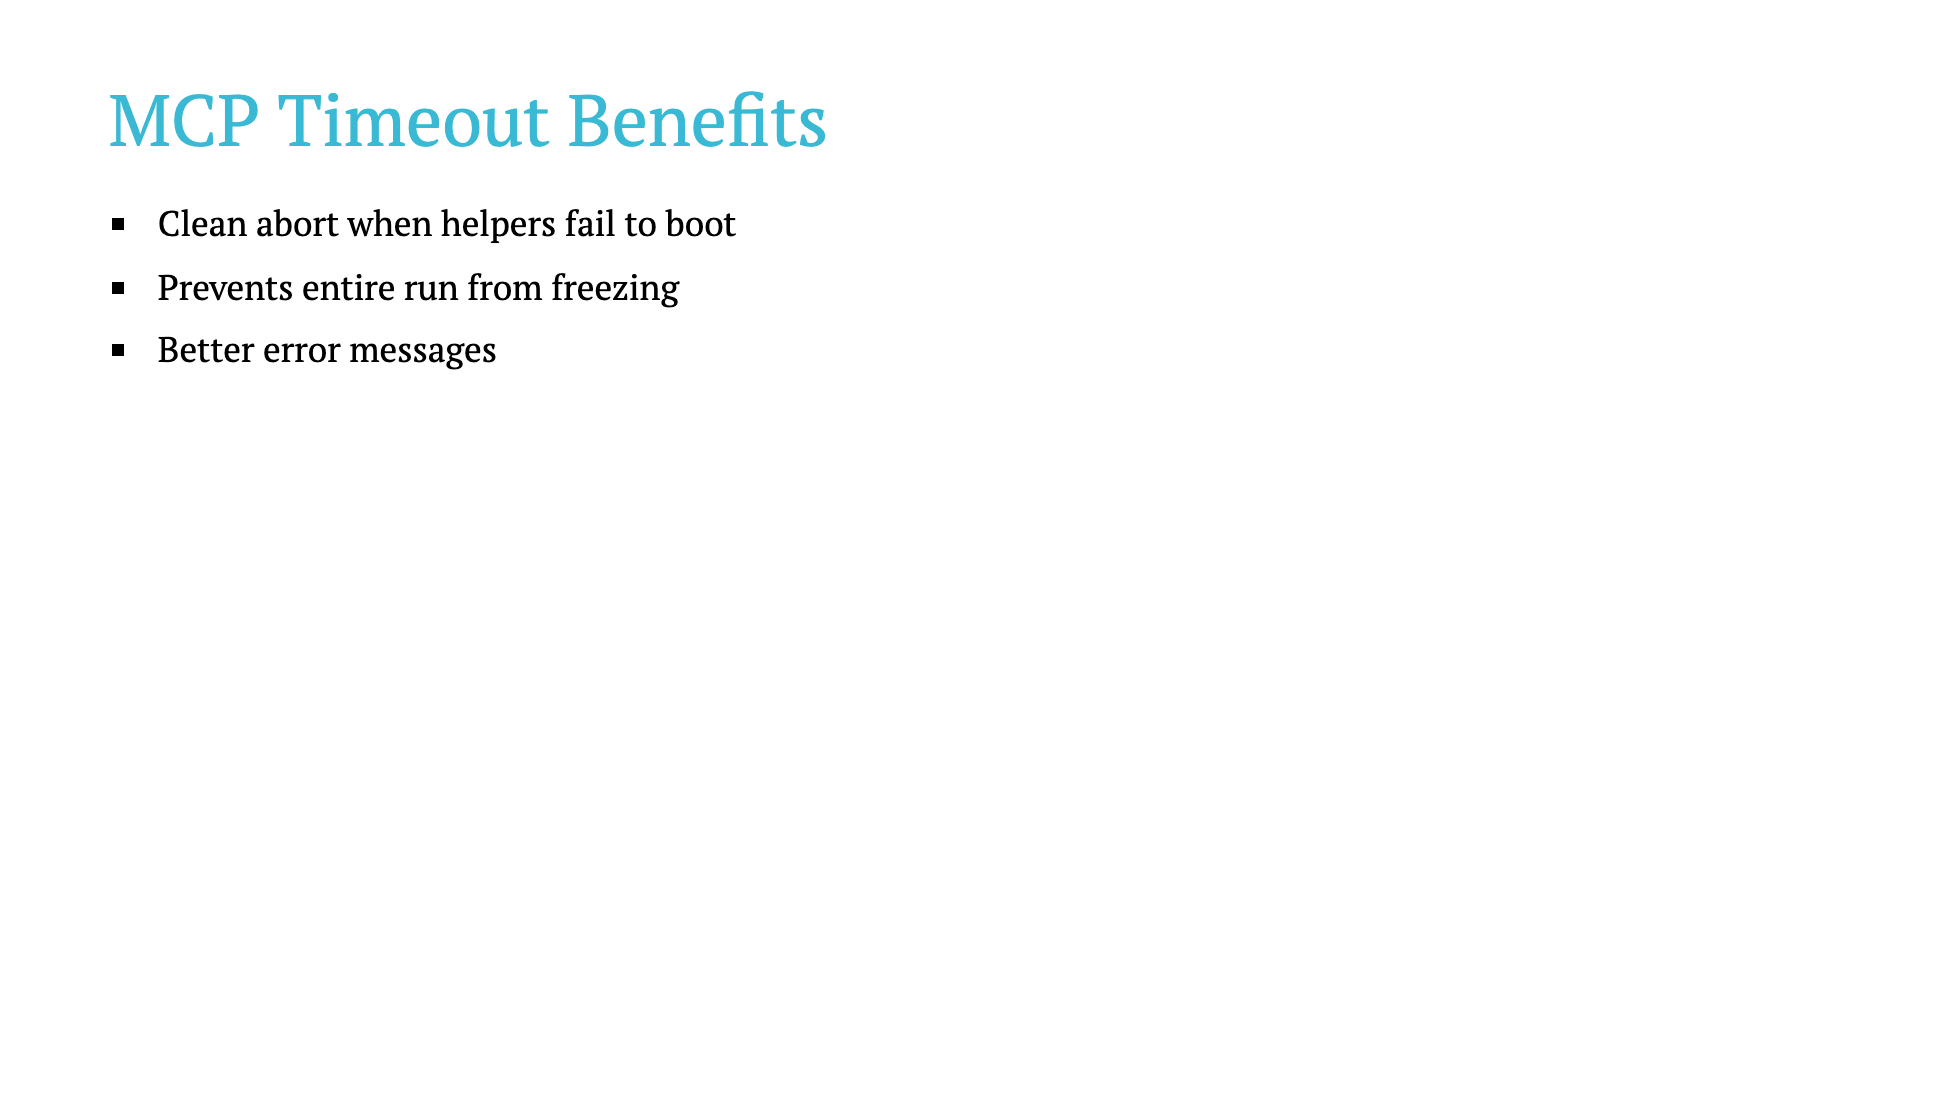 MCP Timeout Benefits
▪ Clean abort when helpers fail to boot
▪ Prevents entire run from freezing
▪ Better error messages